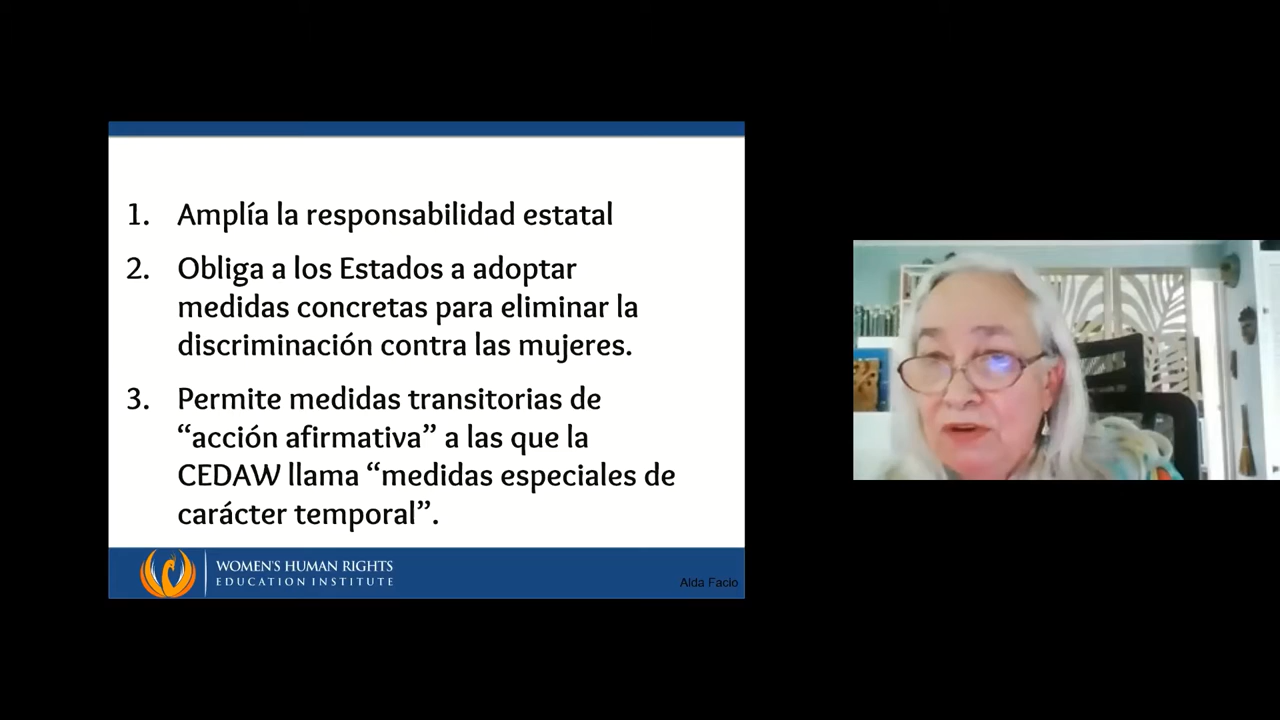 1. Amplía la responsabilidad estatal
2. Obliga a los Estados a adoptar
medidas concretas para eliminar la
discriminación contra las mujeres.
3. Permite medidas transitorias de
“acción afirmativa” a las que la
CEDAW llama “medidas especiales de
carácter temporal”.
WOMEN'S HUMAN RIGHTS
EDUCATION INSTITUTE
Alda Facio